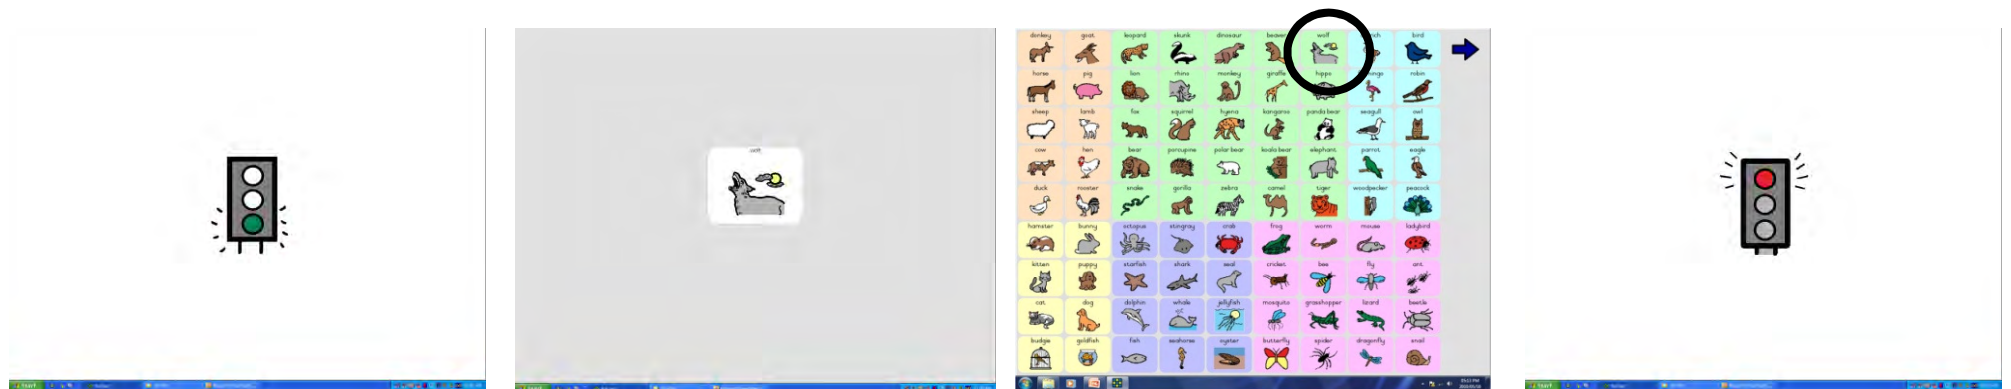 wolf
donkey goat leopard skunk dinosaur beaver wolf bird
horse pig lion rhino monkey giraffe hippo robin
sheep lamb fox squirrel hyena kangaroo panda bear seagull owl
cow hen bear porcupine polar bear koala bear elephant parrot eagle
duck rooster snake gorilla zebra camel tiger woodpecker peacock
hamster bunny octopus stingray crab frog worm mouse ladybird
kitten puppy starfish shark seal cricket bee fly ant
cat dog dolphin whale jellyfish mosquito grasshopper lizard beetle
budgie goldfish fish seahorse oyster butterfly spider dragonfly snail
start
start
start